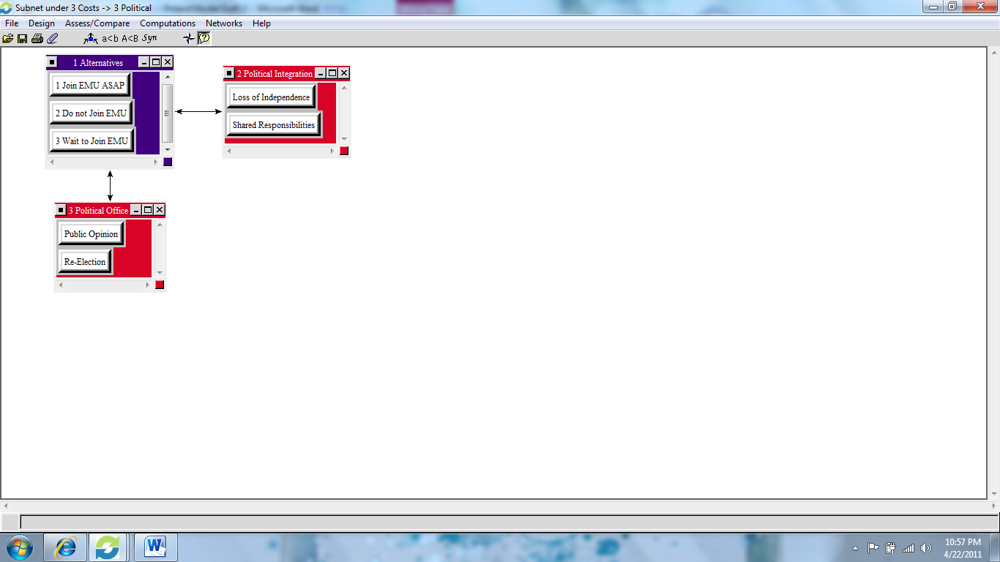 Subnet under 3 Costs -> 3 Political
File Design Assess/Compare Computations Networks Help
a<b A<B Syn
1 Alternatives
1 Join EMU ASAP
2 Do not Join EMU
3 Wait to Join EMU
2 Political Integration
Loss of Independence
Shared Responsibilities
3 Political Office
Public Opinion
Re-Election
10:57 PM
4/22/2011